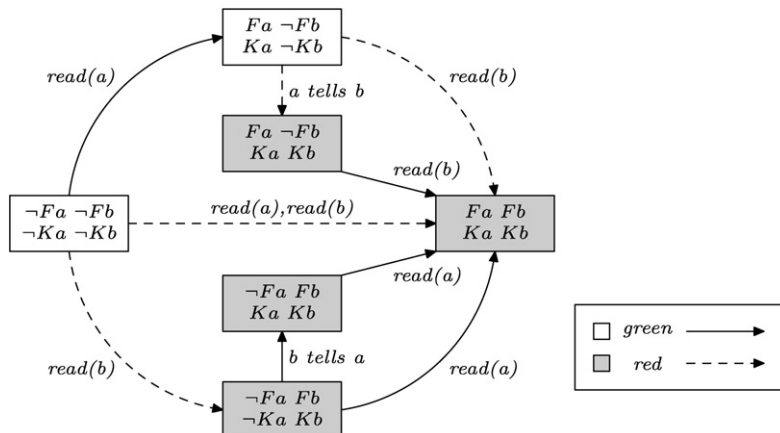 Fa ¬Fb
Ka ¬Kb
read(a)
read(b)
a tells b
Fa ¬Fb
Ka Kb
read(b)
¬Fa ¬Fb
¬Ka ¬Kb
read(a),read(b)
Fa Fb
Ka Kb
¬Fa Fb
Ka Kb
read(a)
green
red
read(b)
b tells a
read(a)
¬Fa Fb
¬Ka Kb